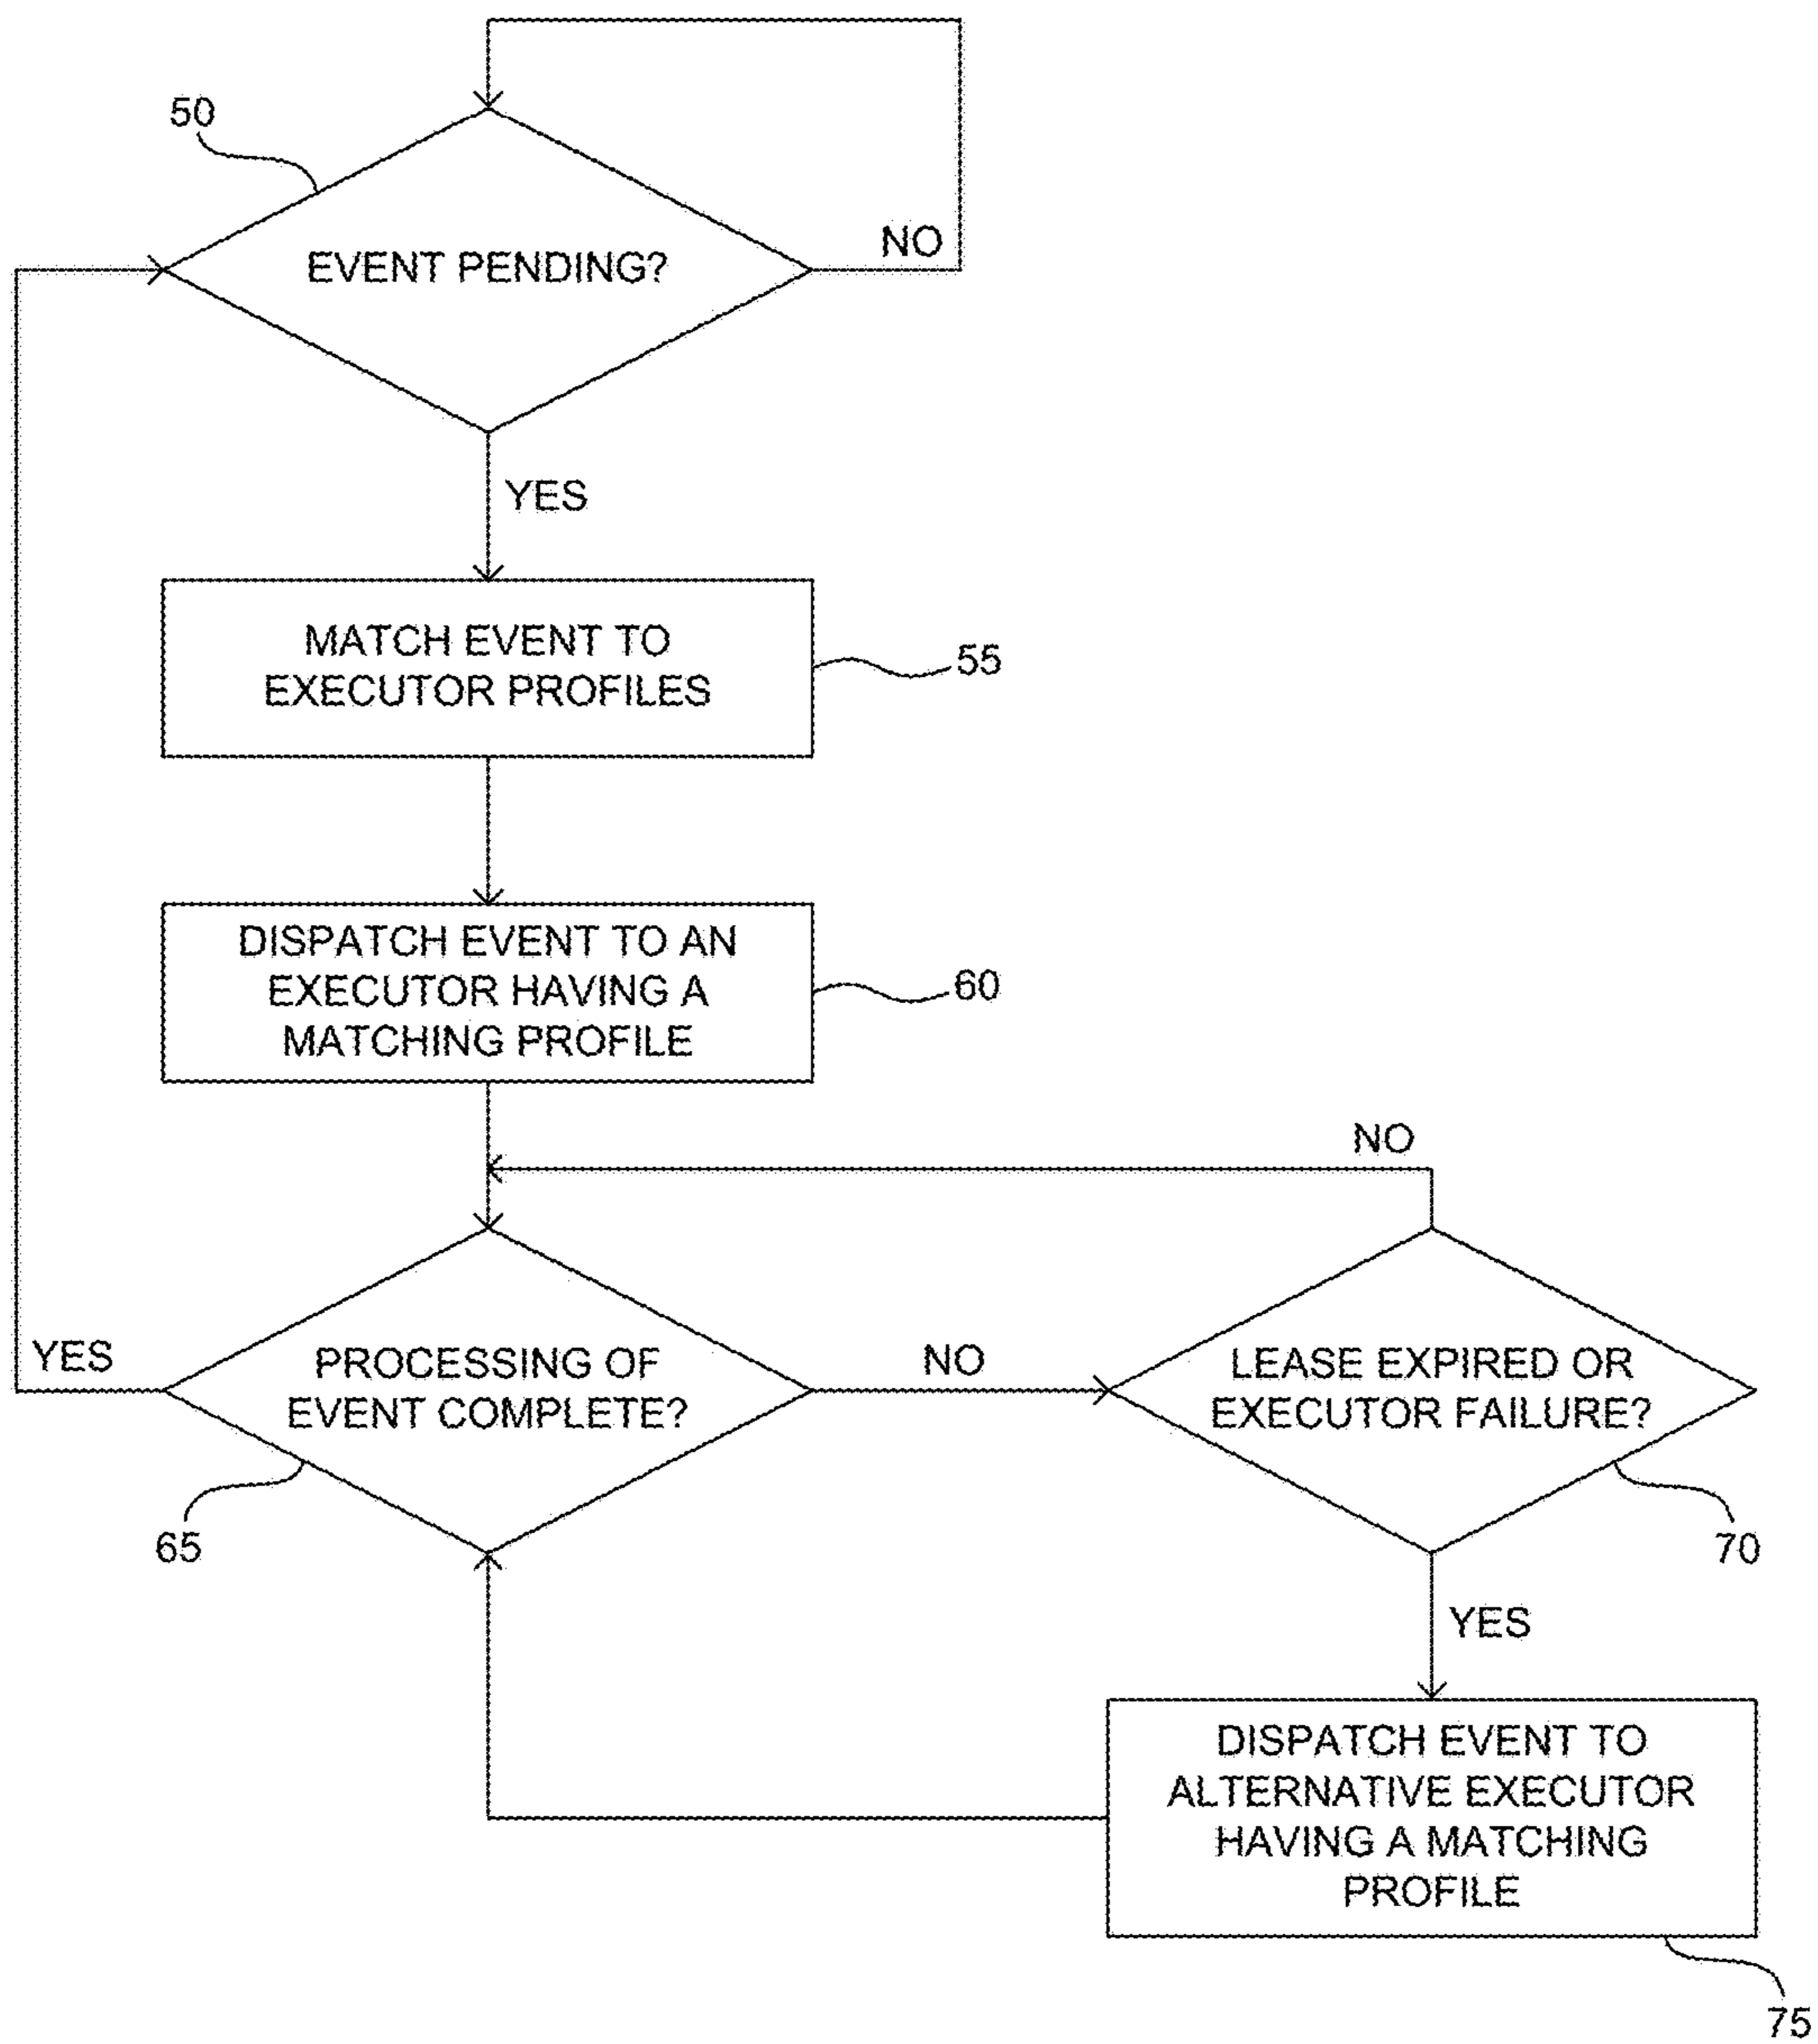 50
EVENT PENDING?
NO
YES
MATCH EVENT TO
EXECUTOR PROFILES
55
DISPATCH EVENT TO AN
EXECUTOR HAVING A
MATCHING PROFILE
60
NO
YES
PROCESSING OF
EVENT COMPLETE?
NO
LEASE EXPIRED OR
EXECUTOR FAILURE?
65
70
YES
DISPATCH EVENT TO
ALTERNATIVE EXECUTOR
HAVING A MATCHING
PROFILE
75